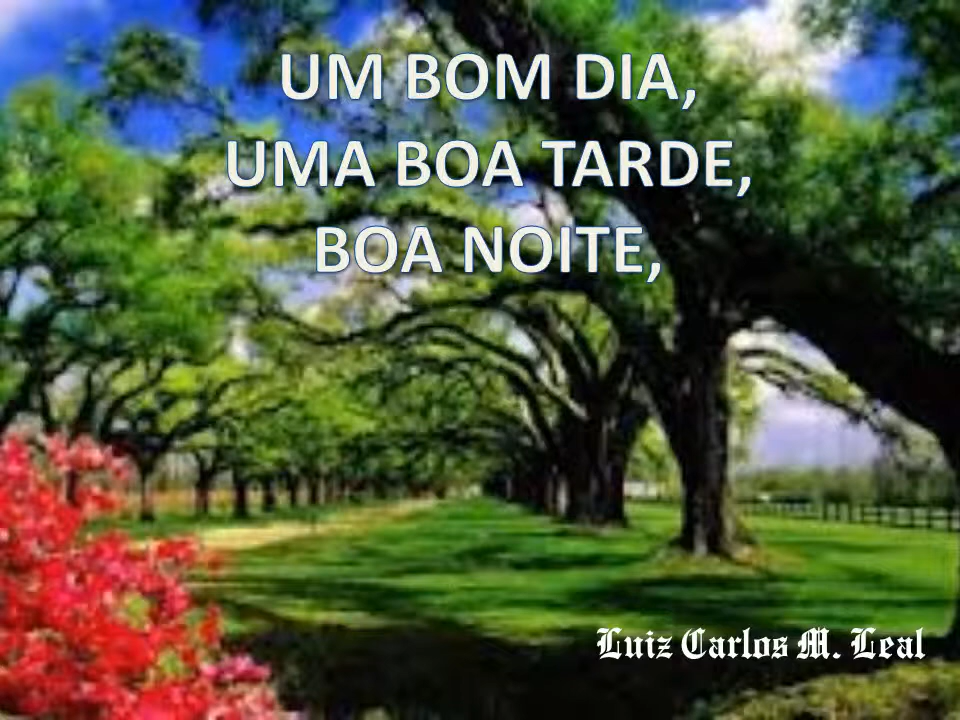 UM BOM DIA,
UMA BOA TARDE,
BOA NOITE,
Luiz Carlos M. Leal